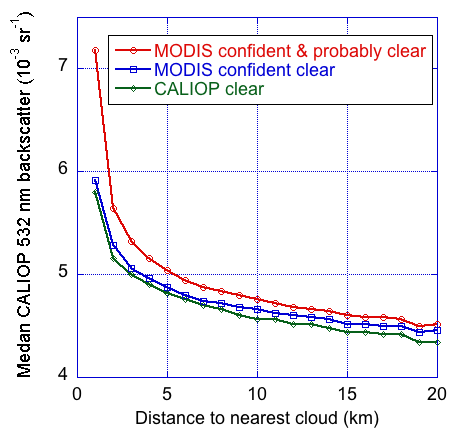 Medan CALIOP 532 nm backscatter (10⁻³ sr⁻¹)
7
6
5
4
MODIS confident & probably clear
MODIS confident clear
CALIOP clear
0 5 10 15 20
Distance to nearest cloud (km)